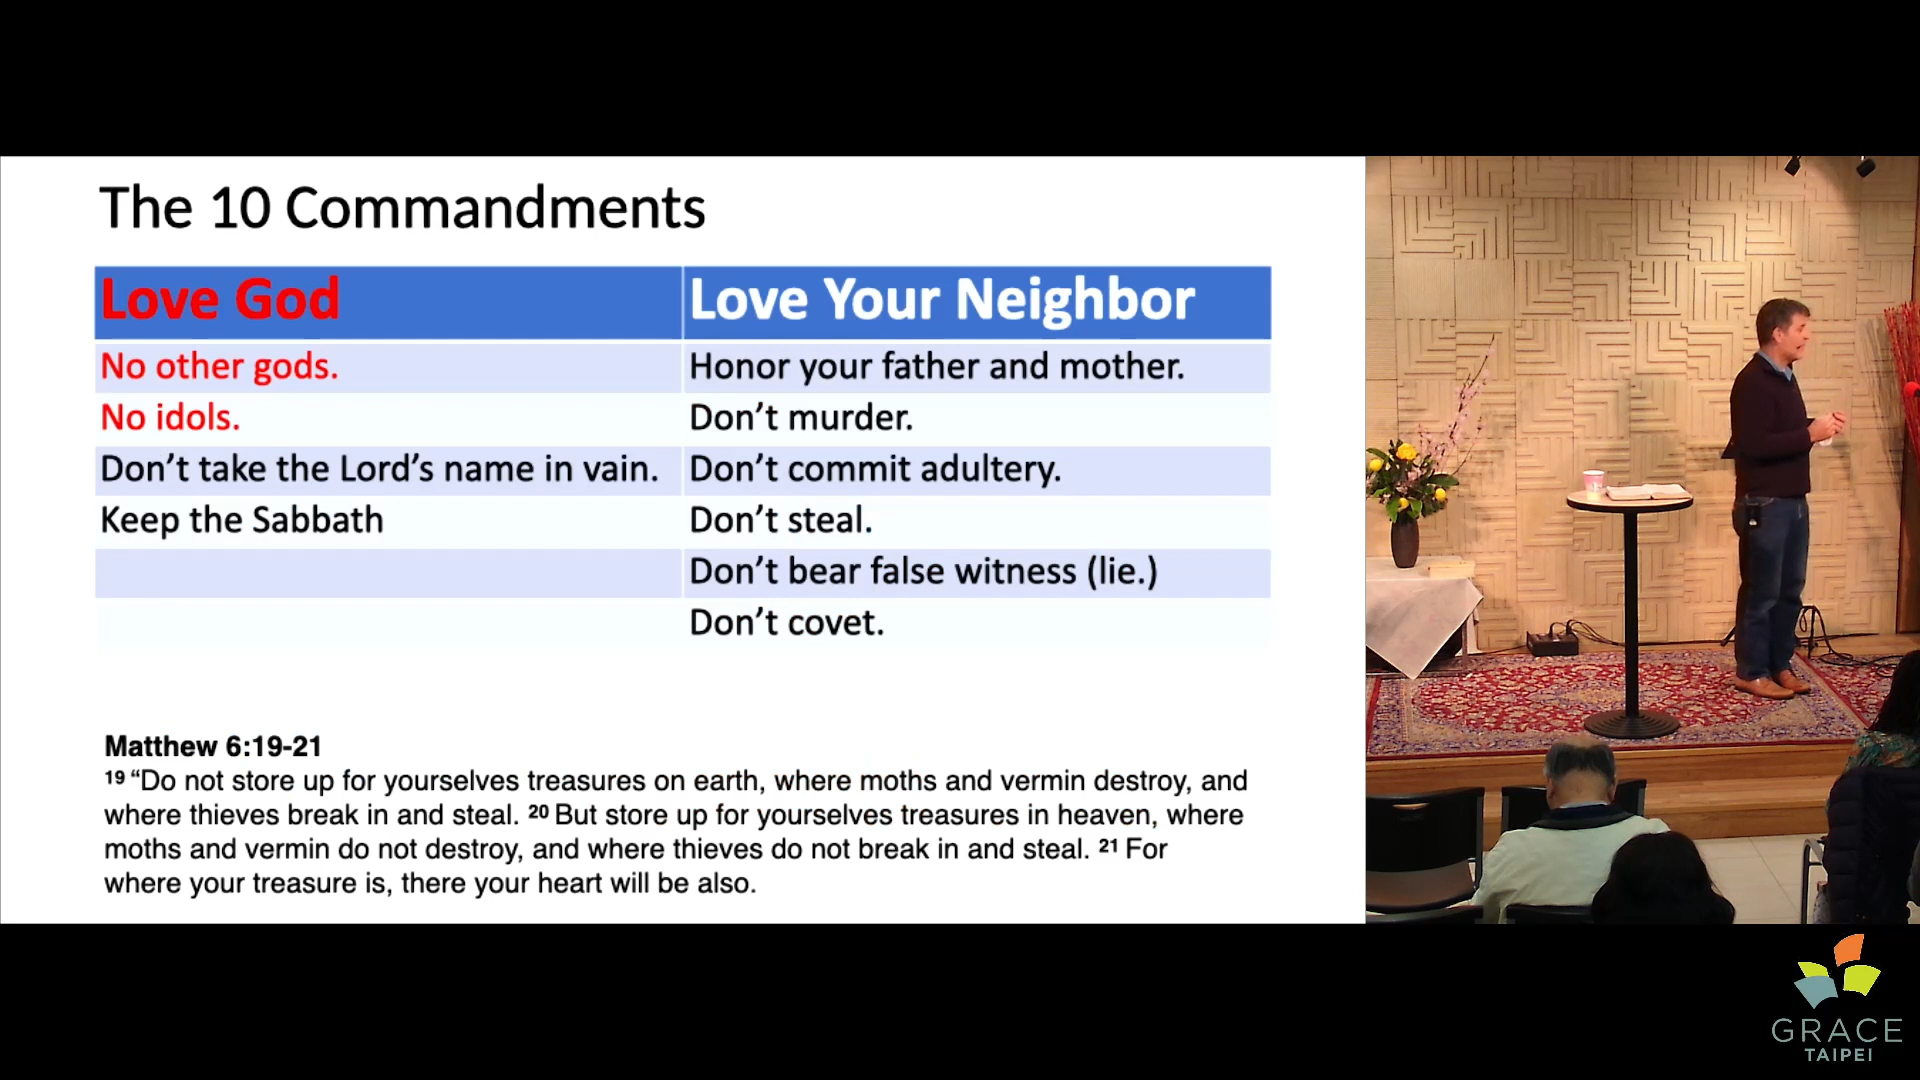 The 10 Commandments
Love God
Love Your Neighbor
No other gods.
Honor your father and mother.
No idols.
Don’t murder.
Don’t take the Lord’s name in vain.
Don’t commit adultery.
Keep the Sabbath
Don’t steal.
Don’t bear false witness (lie.)
Don’t covet.
Matthew 6:19-21
19 “Do not store up for yourselves treasures on earth, where moths and vermin destroy, and
where thieves break in and steal. 20 But store up for yourselves treasures in heaven, where
moths and vermin do not destroy, and where thieves do not break in and steal. 21 For
where your treasure is, there your heart will be also.
GRACE
TAIPEI